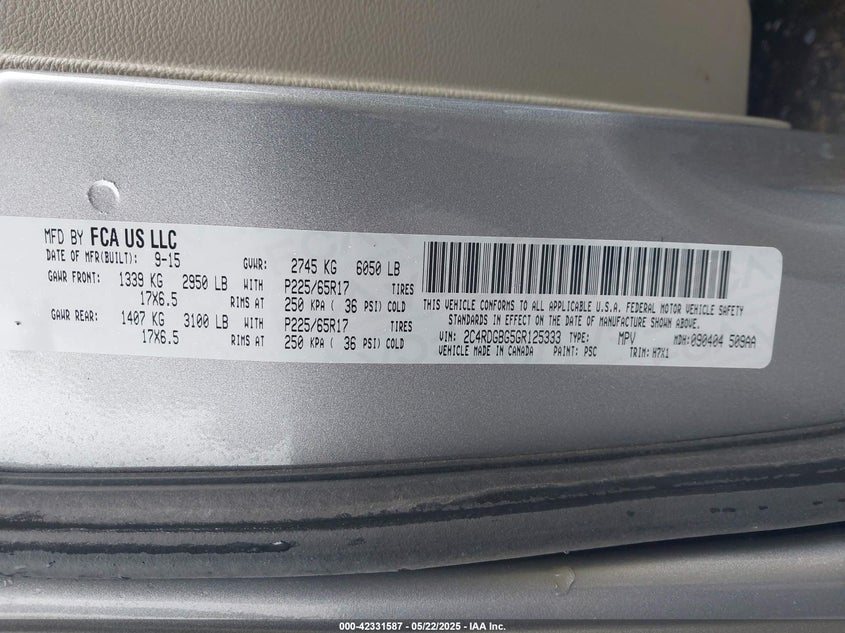 MFD BY FCA US LLC
DATE OF MFR(BUILT): 9-15 GVWR: 2745 KG 6050 LB
GAWR FRONT: 1339 KG 2950 LB WITH P225/65R17 TIRES
17X6.5 RIMS AT 250 KPA ( 36 PSI) COLD
GAWR REAR: 1407 KG 3100 LB WITH P225/65R17 TIRES
17X6.5 RIMS AT 250 KPA ( 36 PSI) COLD
THIS VEHICLE CONFORMS TO ALL APPLICABLE U.S.A. FEDERAL MOTOR VEHICLE SAFETY
STANDARDS IN EFFECT ON THE DATE OF MANUFACTURE SHOWN ABOVE.
VIN: 2C4RDGBG5GR125333 TYPE: MPV MDH:090404 509AA
VEHICLE MADE IN CANADA PAINT: PSC TRIM: H7X1
000-42331587 - 05/22/2025 - IAA Inc.